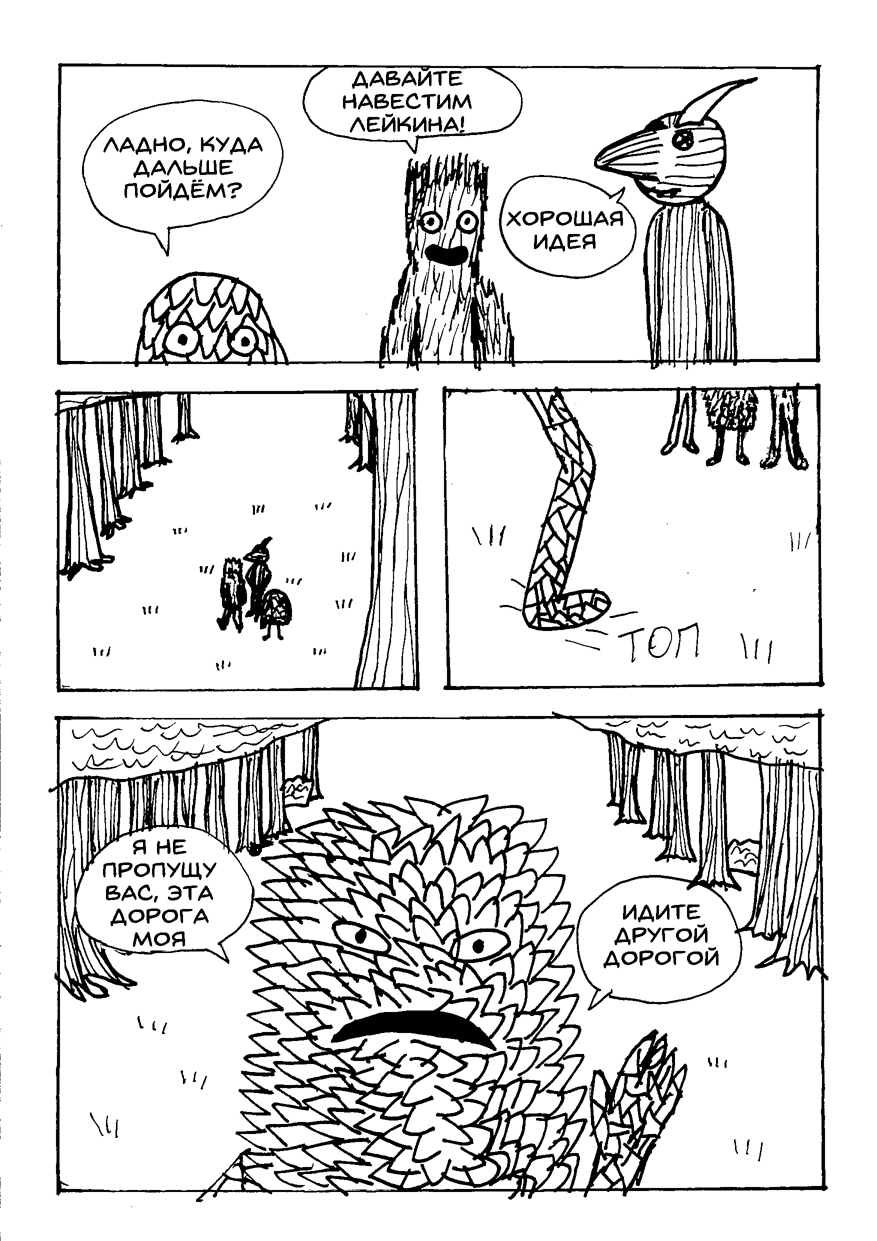 ЛАДНО, КУДА
ДАЛЬШЕ
ПОЙДЁМ?
ДАВАЙТЕ
НАВЕСТИМ
ЛЕЙКИНА!
ХОРОШАЯ
ИДЕЯ
ТОП
Я НЕ
ПРОПУЩУ
ВАС, ЭТА
ДОРОГА
МОЯ
ИДИТЕ
ДРУГОЙ
ДОРОГОЙ